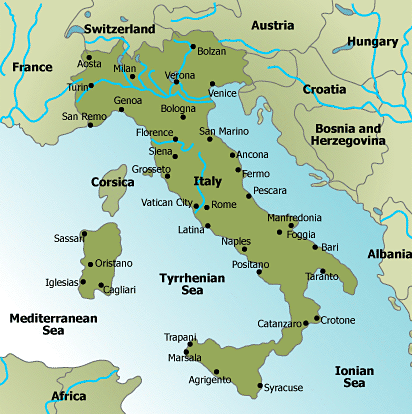 Switzerland
Austria
Hungary
Bolzan
Aosta
Milan
France
Verona
Turin
Venice
Croatia
Genoa
Bologna
San Remo
Florence
San Marino
Bosnia and
Herzegovina
Siena
Ancona
Grosseto
Fermo
Corsica
Italy
Pescara
Vatican City
Rome
Manfredonia
Latina
Foggia
Sassari
Naples
Bari
Albania
Oristano
Positano
Taranto
Iglesias
Cagliari
Tyrrhenian
Sea
Mediterranean
Sea
Catanzaro
Crotone
Trapani
Marsala
Ionian
Sea
Agrigento
Syracuse
Africa